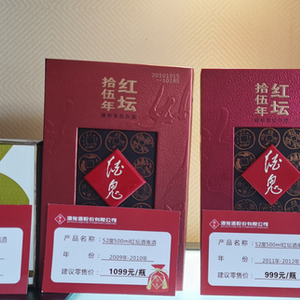 红坛
拾伍年
酒鬼
酒鬼酒股份有限公司
产品名称：52度500ml红坛酒鬼酒
年    份：2009年-2010年
建议零售价：1099元/瓶
红坛
拾伍年
酒鬼
酒鬼酒股份有限公司
产品名称：52度500ml红坛酒
年    份：2011年-2012年
建议零售价：999元/瓶